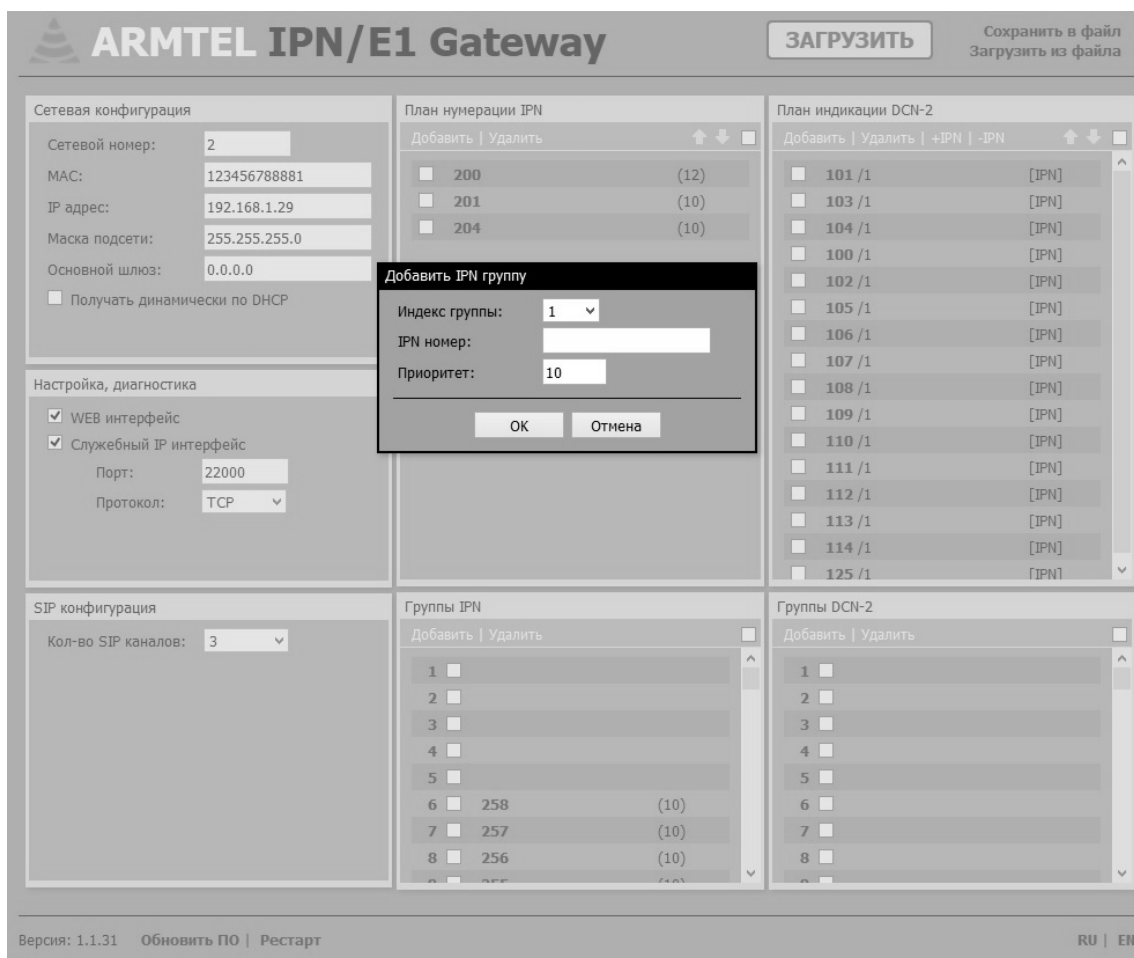 ARMTEL IPN/E1 Gateway
ЗАГРУЗИТЬ
Сохранить в файл
Загрузить из файла
Сетевая конфигурация
Сетевой номер: 2
MAC: 123456788881
IP адрес: 192.168.1.29
Маска подсети: 255.255.255.0
Основной шлюз: 0.0.0.0
Получать динамически по DHCP
Настройка, диагностика
WEB интерфейс
Служебный IP интерфейс
Порт: 22000
Протокол: TCP
SIP конфигурация
Кол-во SIP каналов: 3
План нумерации IPN
Добавить | Удалить
200 (12)
201 (10)
204 (10)
Добавить IPN группу
Индекс группы: 1
IPN номер:
Приоритет: 10
OK Отмена
Группы IPN
Добавить | Удалить
1
2
3
4
5
6 258 (10)
7 257 (10)
8 256 (10)
План индикации DCN-2
Добавить | Удалить | +IPN | -IPN
101 /1 [IPN]
103 /1 [IPN]
104 /1 [IPN]
100 /1 [IPN]
102 /1 [IPN]
105 /1 [IPN]
106 /1 [IPN]
107 /1 [IPN]
108 /1 [IPN]
109 /1 [IPN]
110 /1 [IPN]
111 /1 [IPN]
112 /1 [IPN]
113 /1 [IPN]
114 /1 [IPN]
125 /1 [IPN]
Группы DCN-2
Добавить | Удалить
1
2
3
4
5
6
7
8
Версия: 1.1.31 Обновить ПО | Рестарт
RU | EN